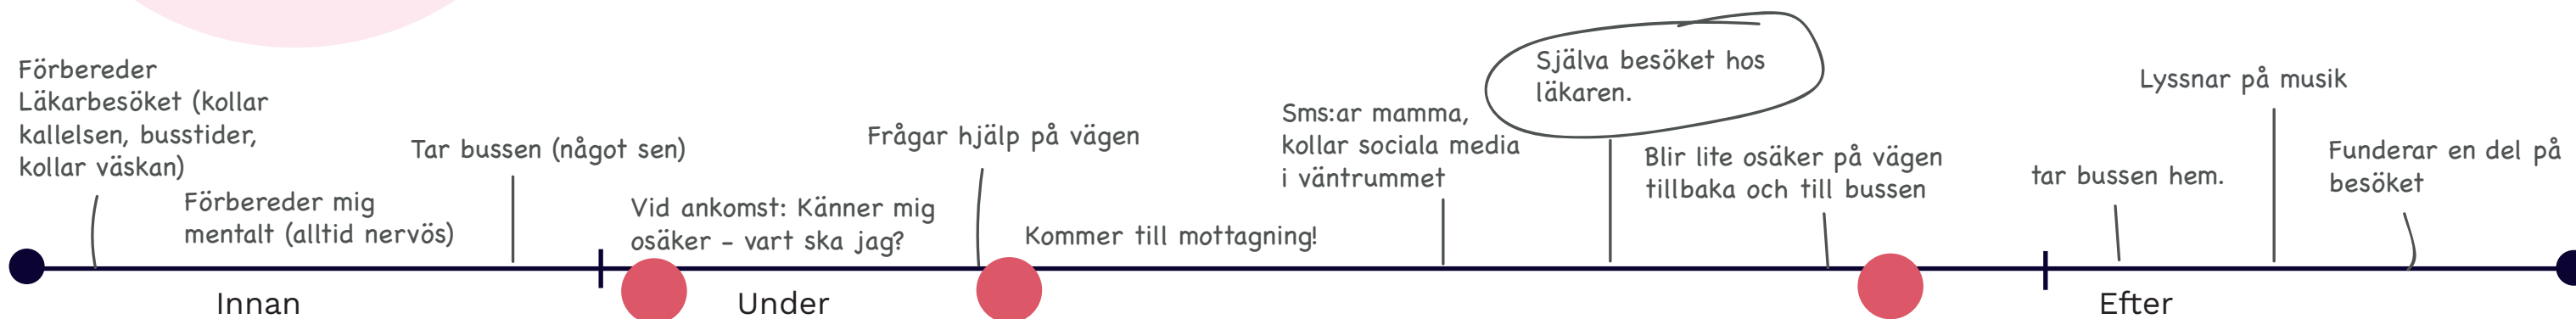 Förbereder
Läkarbesöket (kollar
kallelsen, busstider,
kollar väskan)
Förbereder mig
mentalt (alltid nervös)
Tar bussen (något sen)
Vid ankomst: Känner mig
osäker – vart ska jag?
Frågar hjälp på vägen
Kommer till mottagning!
Sms:ar mamma,
kollar sociala media
i väntrummet
Själva besöket hos
läkaren.
Blir lite osäker på vägen
tillbaka och till bussen
tar bussen hem.
Lyssnar på musik
Funderar en del på
besöket
Innan
Under
Efter